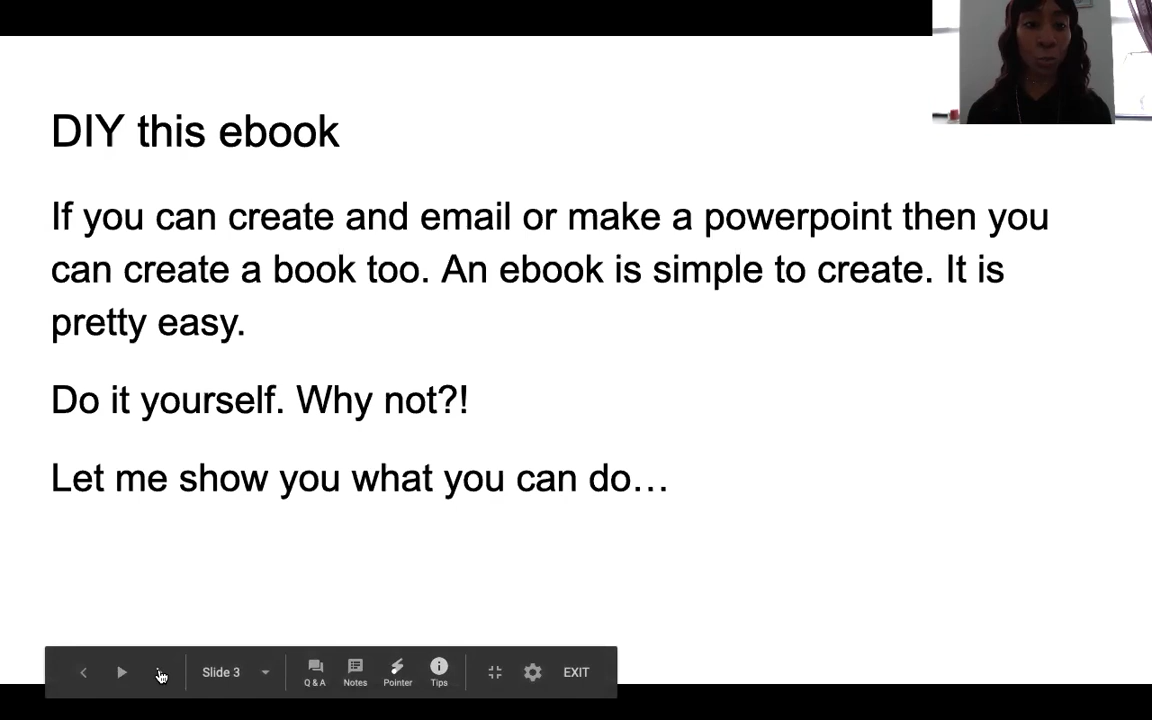 DIY this ebook
If you can create and email or make a powerpoint then you
can create a book too. An ebook is simple to create. It is
pretty easy.
Do it yourself. Why not?!
Let me show you what you can do…
Slide 3
Q & A
Notes
Pointer
Tips
EXIT